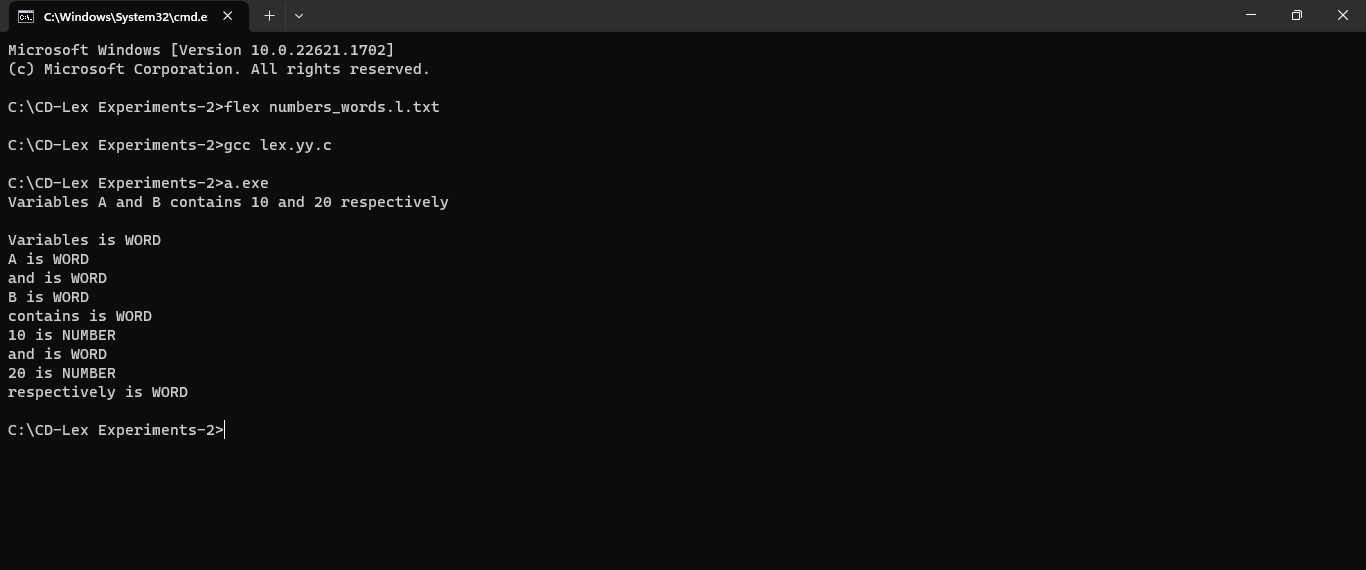 C:\Windows\System32\cmd.e
Microsoft Windows [Version 10.0.22621.1702]
(c) Microsoft Corporation. All rights reserved.
C:\CD-Lex Experiments-2>flex numbers_words.l.txt
C:\CD-Lex Experiments-2>gcc lex.yy.c
C:\CD-Lex Experiments-2>a.exe
Variables A and B contains 10 and 20 respectively
Variables is WORD
A is WORD
and is WORD
B is WORD
contains is WORD
10 is NUMBER
and is WORD
20 is NUMBER
respectively is WORD
C:\CD-Lex Experiments-2>